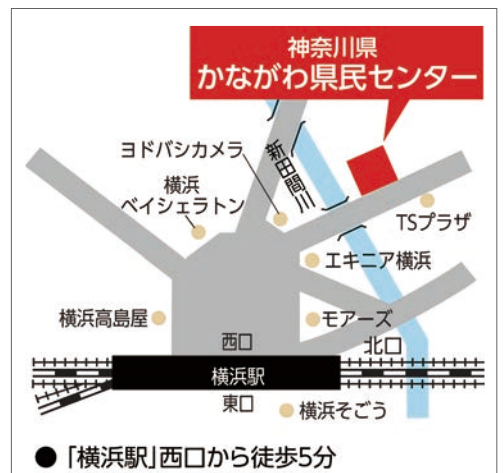 神奈川県
かながわ県民センター
ヨドバシカメラ
横浜
ベイシェラトン
新田間川
TSプラザ
エキニア横浜
横浜高島屋
モアーズ
西口
北口
横浜駅
東口
横浜そごう
●「横浜駅」西口から徒歩5分